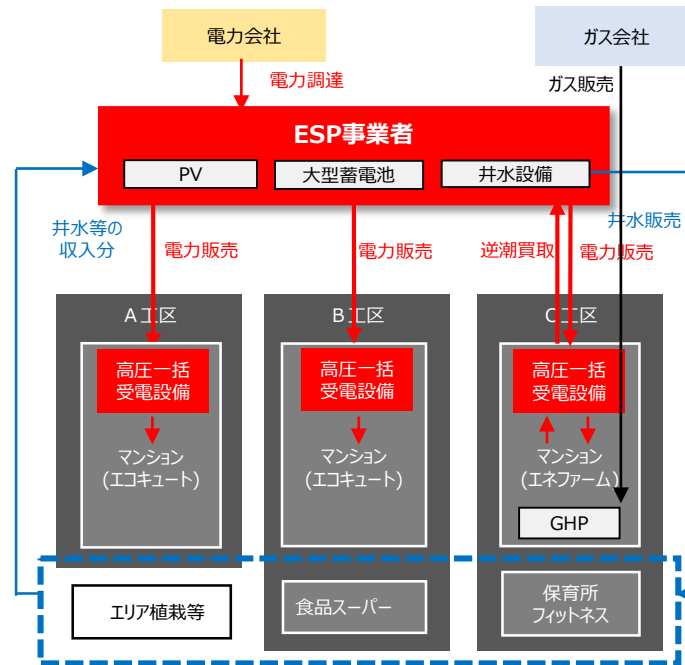 電力会社
ガス会社
電力調達
ガス販売
ESP事業者
PV
大型蓄電池
井水設備
井水等の
収入分
電力販売
電力販売
逆潮買取
井水販売
電力販売
A工区
B工区
C工区
高圧一括
受電設備
高圧一括
受電設備
高圧一括
受電設備
マンション
(エコキュート)
マンション
(エコキュート)
マンション
(エネファーム)
GHP
エリア植栽等
食品スーパー
保育所
フィットネス